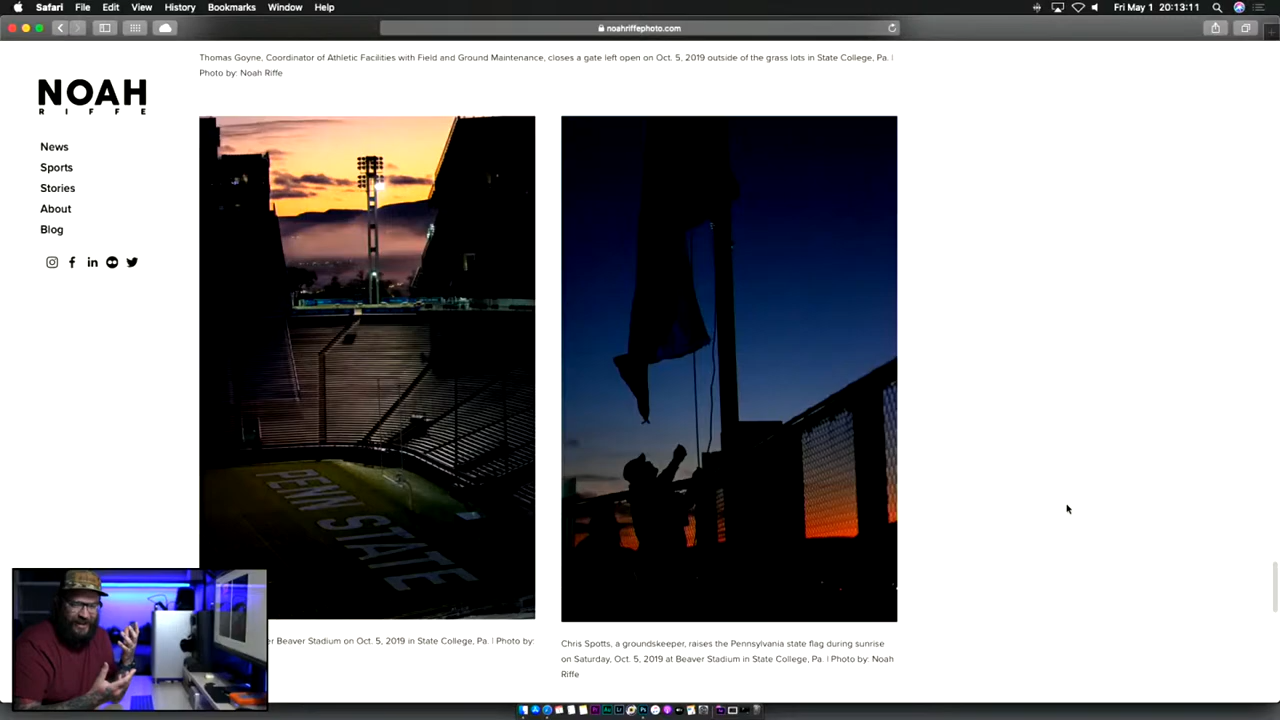 Safari File Edit View History Bookmarks Window Help
Fri May 1 20:13:11
noahriffephoto.com
Thomas Goyne, Coordinator of Athletic Facilities with Field and Ground Maintenance, closes a gate left open on Oct. 5, 2019 outside of the grass lots in State College, Pa. |
Photo by: Noah Riffe
NOAH
RIFFE
News
Sports
Stories
About
Blog
PENN STATE
er Beaver Stadium on Oct. 5, 2019 in State College, Pa. | Photo by:
Chris Spotts, a groundskeeper, raises the Pennsylvania state flag during sunrise
on Saturday, Oct. 5, 2019 at Beaver Stadium in State College, Pa. | Photo by: Noah
Riffe